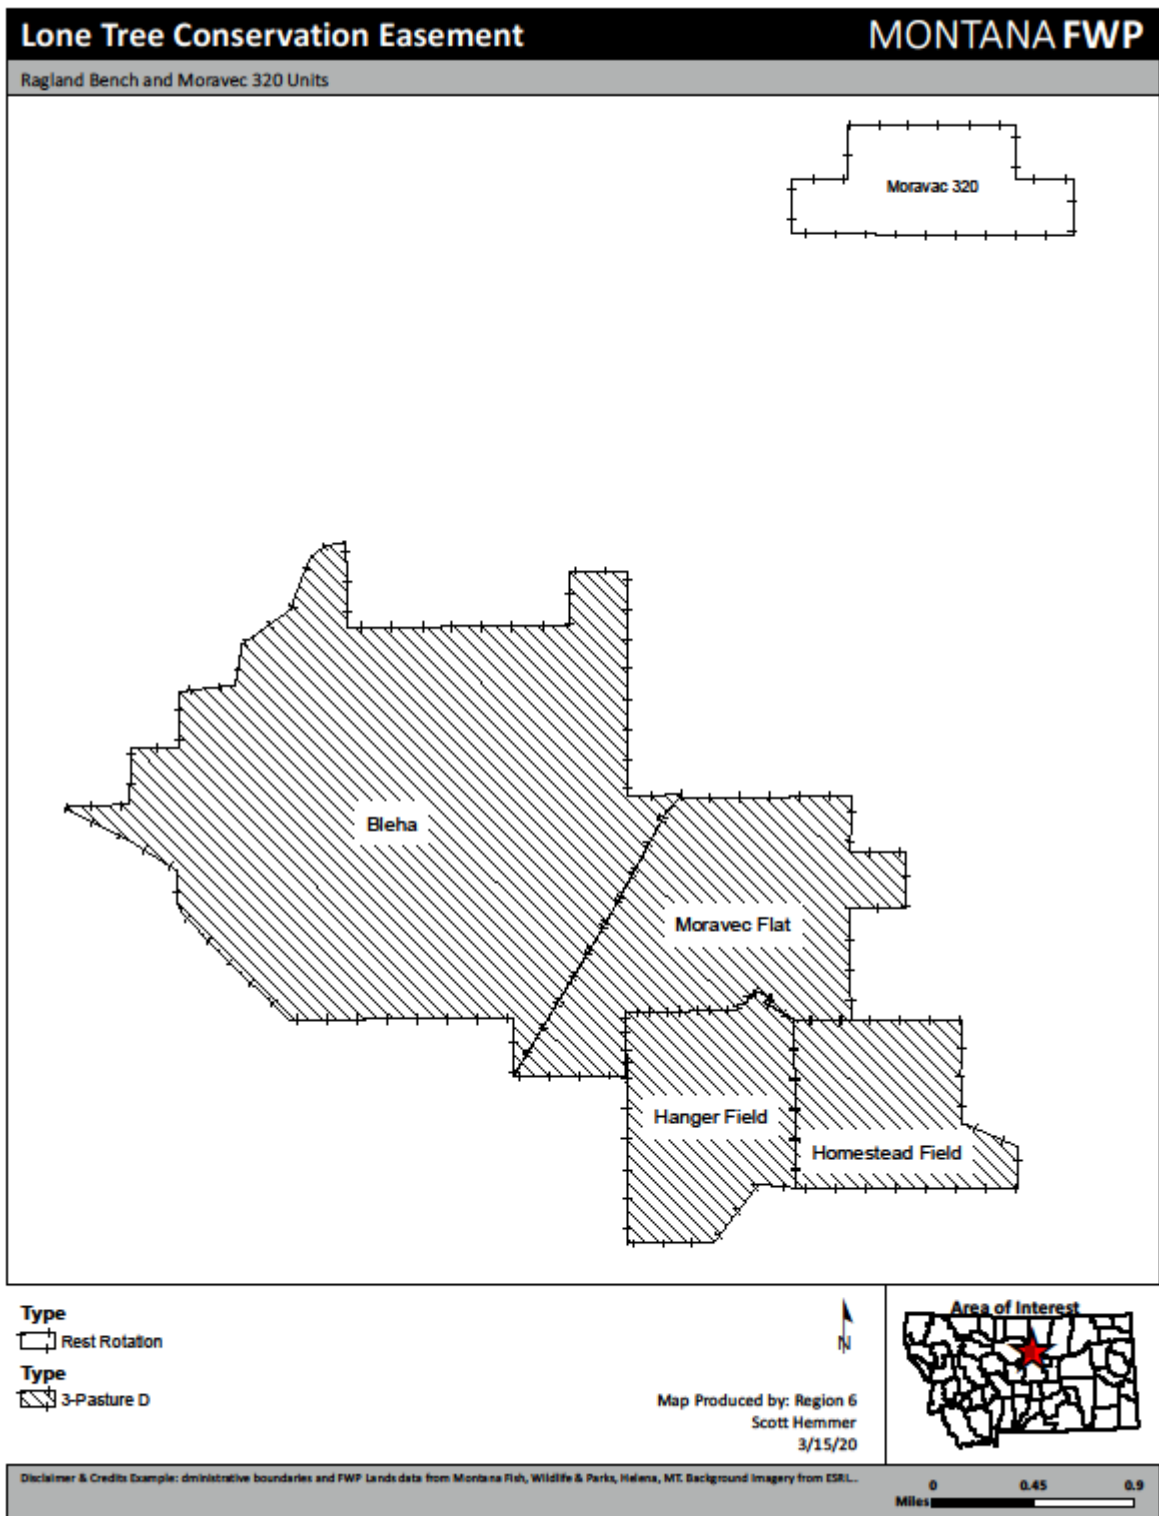 Lone Tree Conservation Easement
MONTANA FWP
Ragland Bench and Moravec 320 Units
Moravac 320
Bleha
Moravec Flat
Hanger Field
Homestead Field
Type
Rest Rotation
Type
3-Pasture D
N
Map Produced by: Region 6
Scott Hemmer
3/15/20
Area of Interest
Disclaimer & Credits Example: dministrative boundaries and FWP Lands data from Montana Fish, Wildlife & Parks, Helena, MT. Background Imagery from ESRI...
0 0.45 0.9
Miles